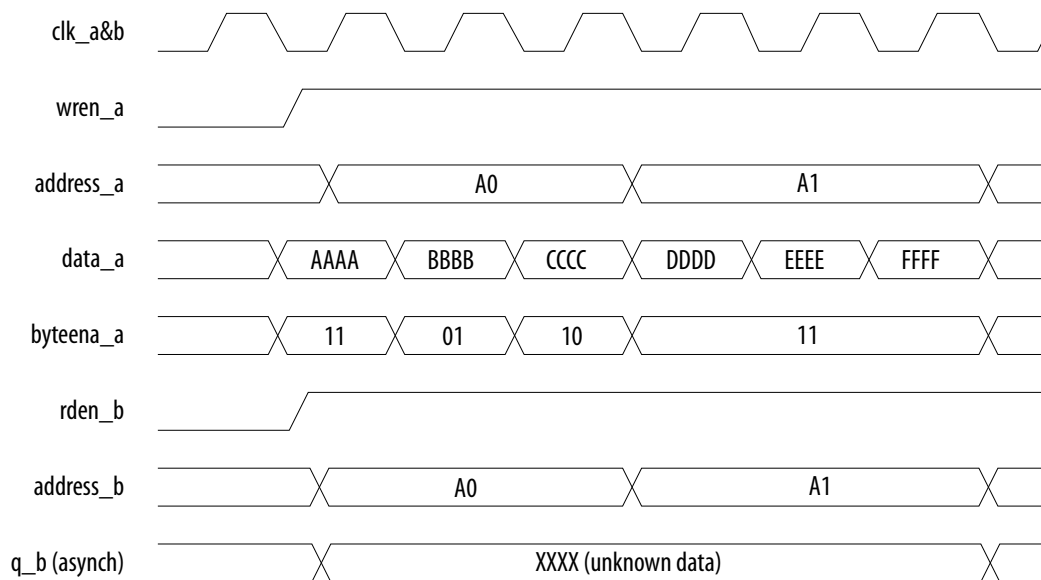 clk_a&b
wren_a
address_a A0 A1
data_a AAAA BBBB CCCC DDDD EEEE FFFF
byteena_a 11 01 10 11
rden_b
address_b A0 A1
q_b (asynch) XXXX (unknown data)